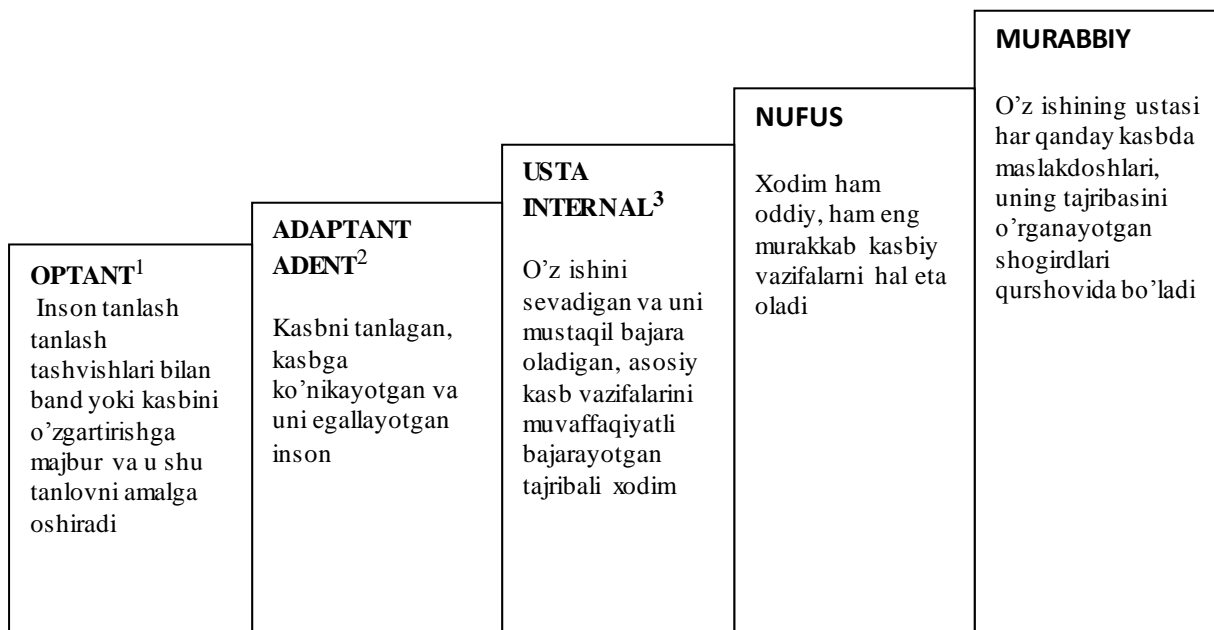 OPTANT1
Inson tanlash
tanlash
tashvishlari bilan
band yoki kasbini
o’zgartirishga
majbur va u shu
tanlovni amalga
oshiradi
ADAPTANT
ADENT2
Kasbni tanlagan,
kasbga
ko’nikayotgan va
uni egallayotgan
inson
USTA
INTERNAL3
O’z ishini
sevadigan va uni
mustaqil bajara
oladigan, asosiy
kasb vazifalarini
muvaffaqiyatli
bajarayotgan
tajribali xodim
NUFUS
Xodim ham
oddiy, ham eng
murakkab kasbiy
vazifalarni hal eta
oladi
MURABBIY
O’z ishining ustasi
har qanday kasbda
maslakdoshlari,
uning tajribasini
o’rganayotgan
shogirdlari
qurshovida bo’ladi